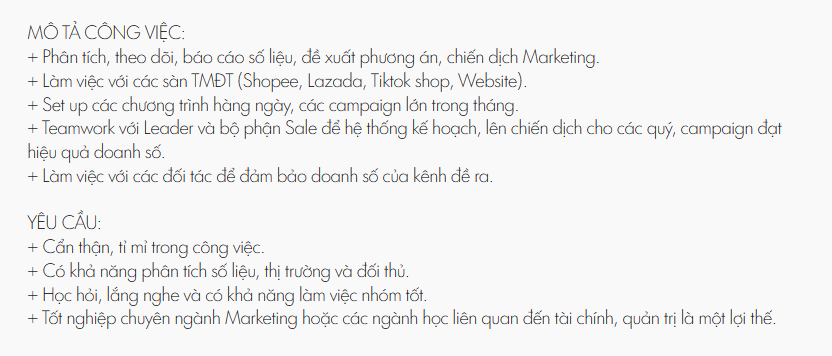 MÔ TẢ CÔNG VIỆC:
+ Phân tích, theo dõi, báo cáo số liệu, đề xuất phương án, chiến dịch Marketing.
+ Làm việc với các sàn TMĐT (Shopee, Lazada, Tiktok shop, Website).
+ Set up các chương trình hàng ngày, các campaign lớn trong tháng.
+ Teamwork với Leader và bộ phận Sale để hệ thống kế hoạch, lên chiến dịch cho các quý, campaign đạt
hiệu quả doanh số.
+ Làm việc với các đối tác để đảm bảo doanh số của kênh đề ra.
YÊU CẦU:
+ Cẩn thận, tỉ mỉ trong công việc.
+ Có khả năng phân tích số liệu, thị trường và đối thủ.
+ Học hỏi, lắng nghe và có khả năng làm việc nhóm tốt.
+ Tốt nghiệp chuyên ngành Marketing hoặc các ngành học liên quan đến tài chính, quản trị là một lợi thế.